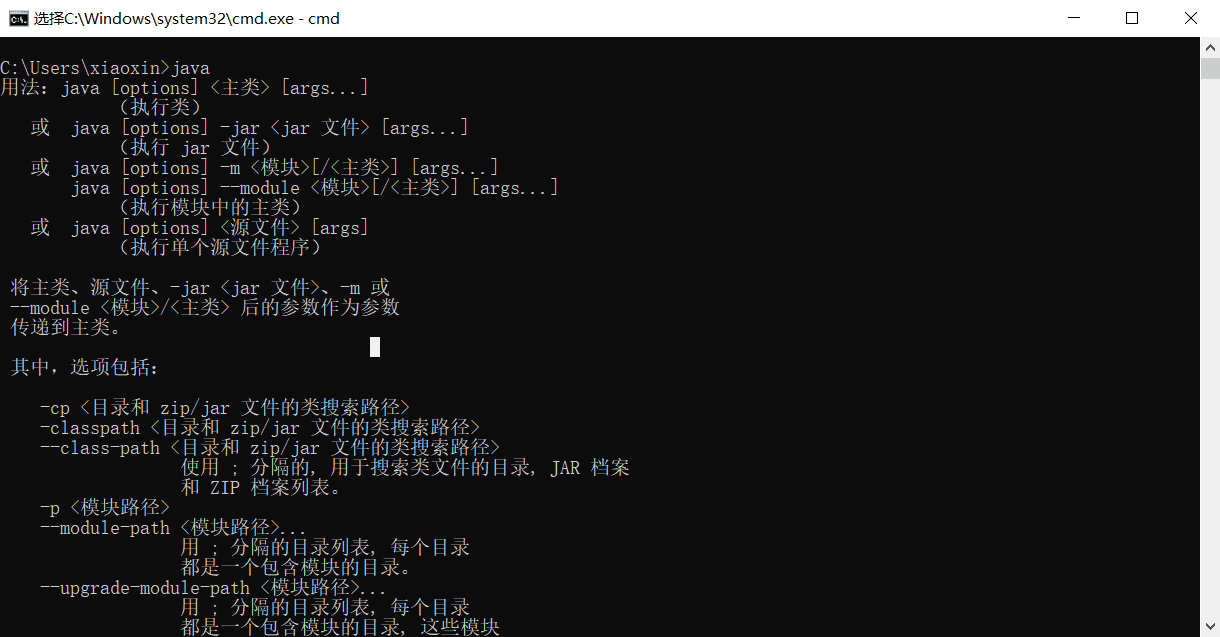 选择C:\Windows\system32\cmd.exe - cmd
C:\Users\xiaoxin>java
用法：java [options] <主类> [args...]
（执行类）
或 java [options] -jar <jar 文件> [args...]
（执行 jar 文件）
或 java [options] -m <模块>[/<主类>] [args...]
java [options] --module <模块>[/<主类>] [args...]
（执行模块中的主类）
或 java [options] <源文件> [args]
（执行单个源文件程序）
将主类、源文件、-jar <jar 文件>、-m 或
--module <模块>/<主类> 后的参数作为参数
传递到主类。
其中，选项包括：
-cp <目录和 zip/jar 文件的类搜索路径>
-classpath <目录和 zip/jar 文件的类搜索路径>
--class-path <目录和 zip/jar 文件的类搜索路径>
使用 ; 分隔的, 用于搜索类文件的目录, JAR 档案
和 ZIP 档案列表。
-p <模块路径>
--module-path <模块路径>...
用 ; 分隔的目录列表, 每个目录
都是一个包含模块的目录。
--upgrade-module-path <模块路径>...
用 ; 分隔的目录列表, 每个目录
都是一个包含模块的目录, 这些模块